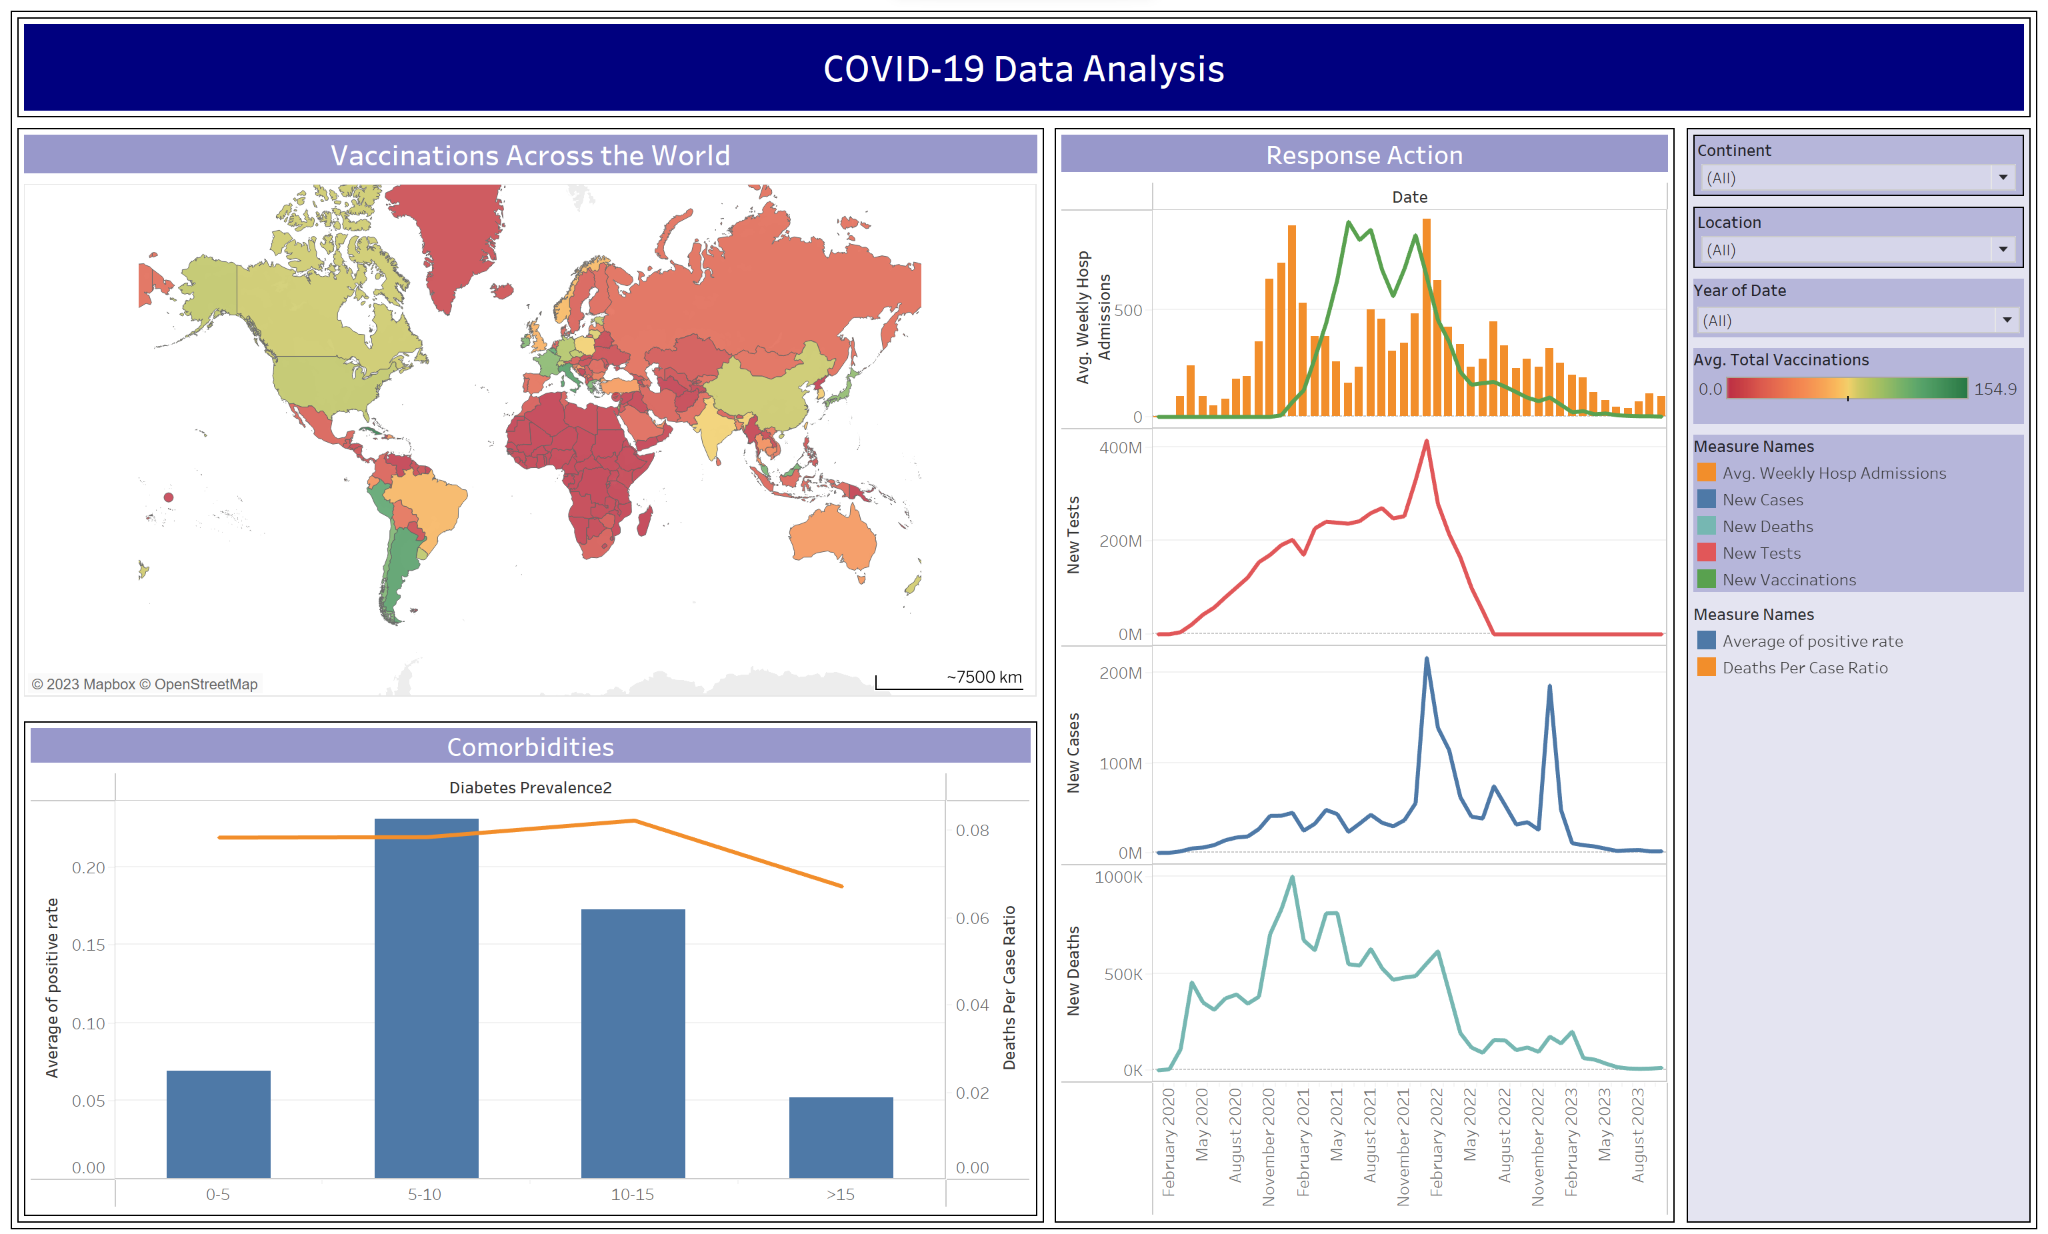 COVID-19 Data Analysis
Vaccinations Across the World
© 2023 Mapbox © OpenStreetMap
~7500 km
Comorbidities
Diabetes Prevalence2
Average of positive rate
0.20
0.15
0.10
0.05
0.00
0.08
0.06
0.04
0.02
0.00
Deaths Per Case Ratio
0-5
5-10
10-15
>15
Response Action
Date
Avg. Weekly Hosp
Admissions
500
0
New Tests
400M
200M
0M
New Cases
200M
100M
0M
New Deaths
1000K
500K
0K
February 2020
May 2020
August 2020
November 2020
February 2021
May 2021
August 2021
November 2021
February 2022
May 2022
August 2022
November 2022
February 2023
May 2023
August 2023
Continent
(All)
Location
(All)
Year of Date
(All)
Avg. Total Vaccinations
0.0
154.9
Measure Names
Avg. Weekly Hosp Admissions
New Cases
New Deaths
New Tests
New Vaccinations
Measure Names
Average of positive rate
Deaths Per Case Ratio